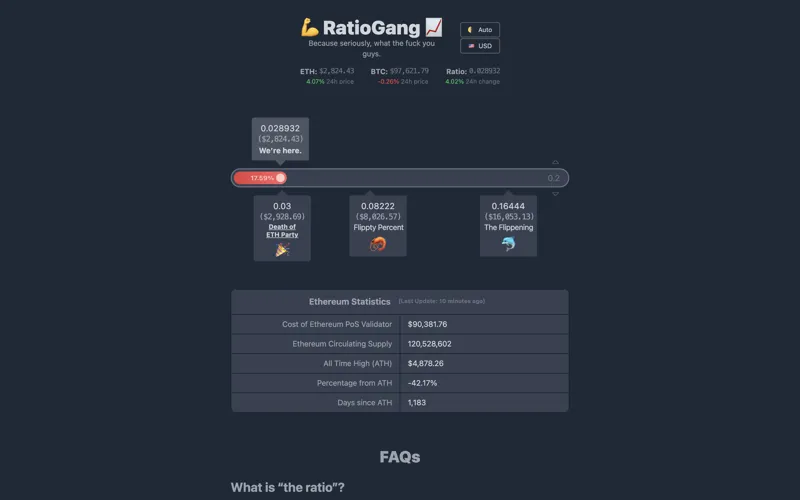 💪 RatioGang 📈
Because seriously, what the fuck you
guys.
Auto
USD
ETH: $2,824.43
4.07% 24h price
BTC: $97,621.79
-0.26% 24h price
Ratio: 0.028932
4.02% 24h change
0.028932
($2,824.43)
We're here.
17.59%
0.2
0.03
($2,928.69)
Death of
ETH Party
0.08222
($8,026.57)
Flippty Percent
0.16444
($16,053.13)
The Flippening
Ethereum Statistics (Last Update: 10 minutes ago)
Cost of Ethereum PoS Validator $90,381.76
Ethereum Circulating Supply 120,528,602
All Time High (ATH) $4,878.26
Percentage from ATH -42.17%
Days since ATH 1,183
FAQs
What is “the ratio”?